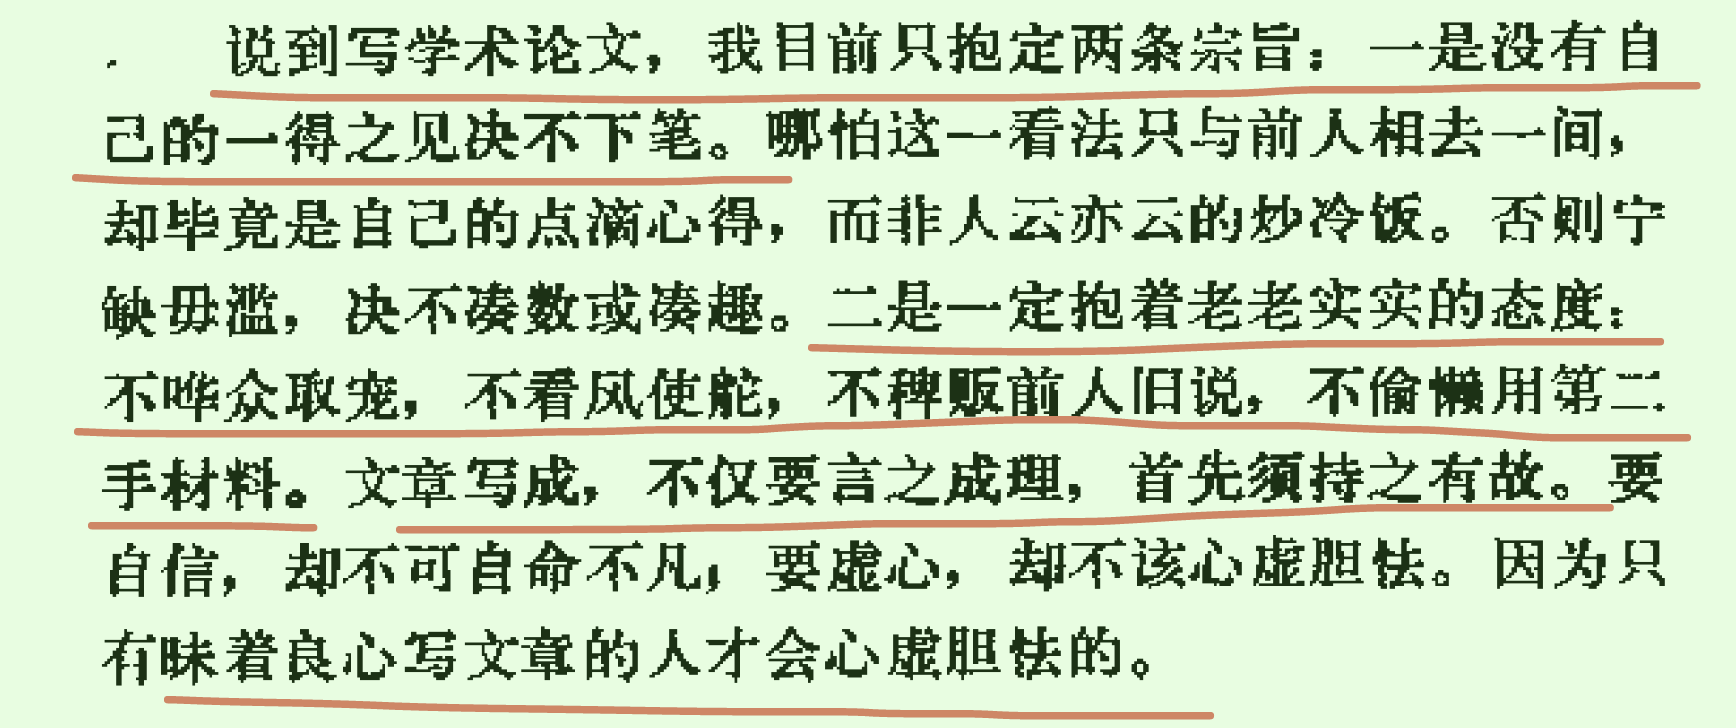 说到写学术论文，我目前只抱定两条宗旨：一是没有自
己的一得之见决不下笔。哪怕这一看法只与前人相去一间，
却毕竟是自己的点滴心得，而非人云亦云的炒冷饭。否则宁
缺毋滥，决不凑数或凑趣。二是一定抱着老老实实的态度：
不哗众取宠，不看风使舵，不稗贩前人旧说，不偷懒用第二
手材料。文章写成，不仅要言之成理，首先须持之有故。要
自信，却不可自命不凡；要虚心，却不该心虚胆怯。因为只
有昧着良心写文章的人才会心虚胆怯的。